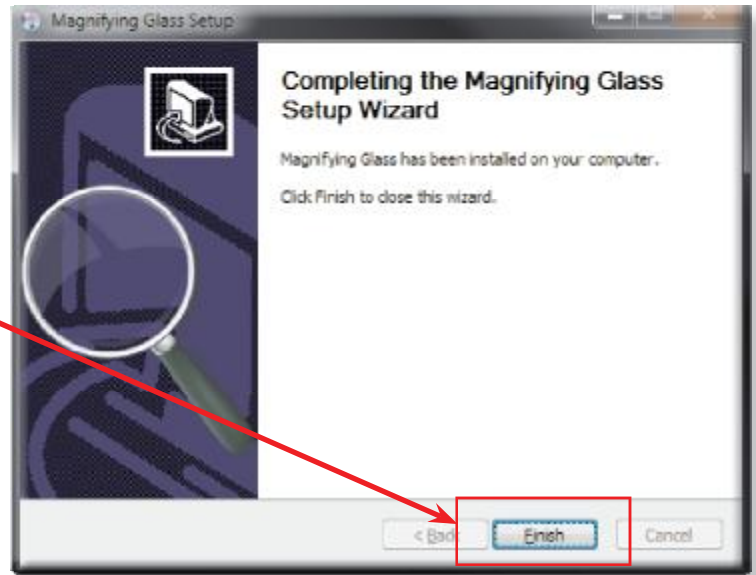 Magnifying Glass Setup
Completing the Magnifying Glass
Setup Wizard
Magnifying Glass has been installed on your computer.
Click Finish to close this wizard.
< Back Finish Cancel